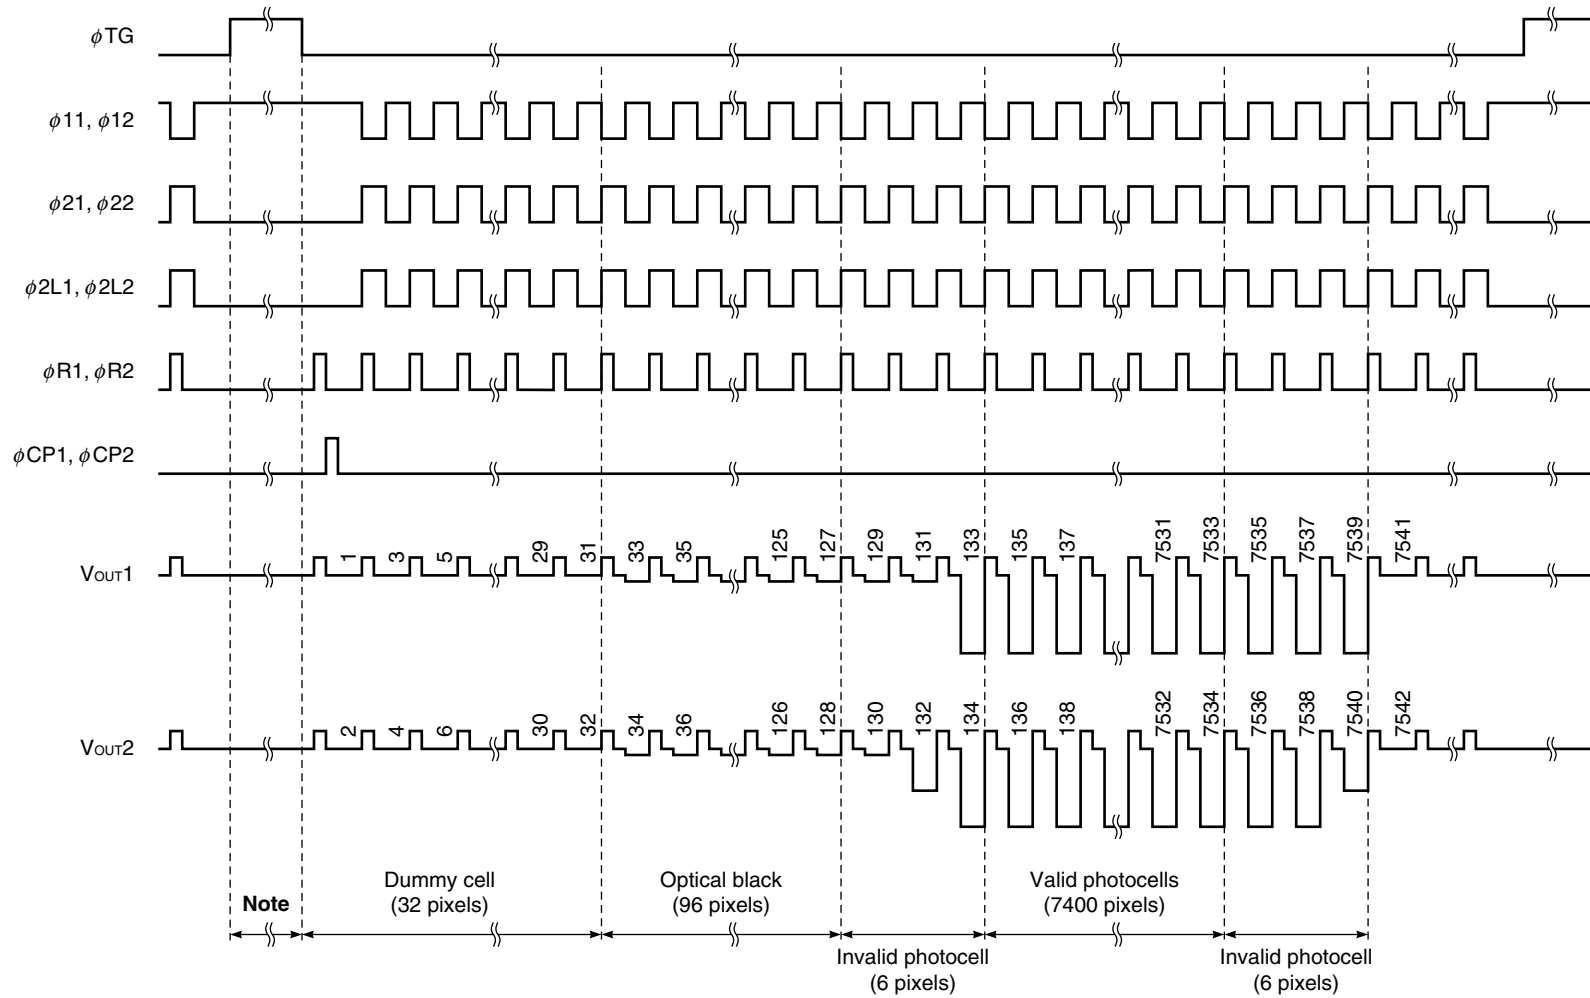 ϕTG
ϕ11, ϕ12
ϕ21, ϕ22
ϕ2L1, ϕ2L2
ϕR1, ϕR2
ϕCP1, ϕCP2
VOUT1
1 3 5 29 31 33 35 125 127 129 131 133 135 137 7531 7533 7535 7537 7539 7541
VOUT2
2 4 6 30 32 34 36 126 128 130 132 134 136 138 7532 7534 7536 7538 7540 7542
Note
Dummy cell
(32 pixels)
Optical black
(96 pixels)
Invalid photocell
(6 pixels)
Valid photocells
(7400 pixels)
Invalid photocell
(6 pixels)